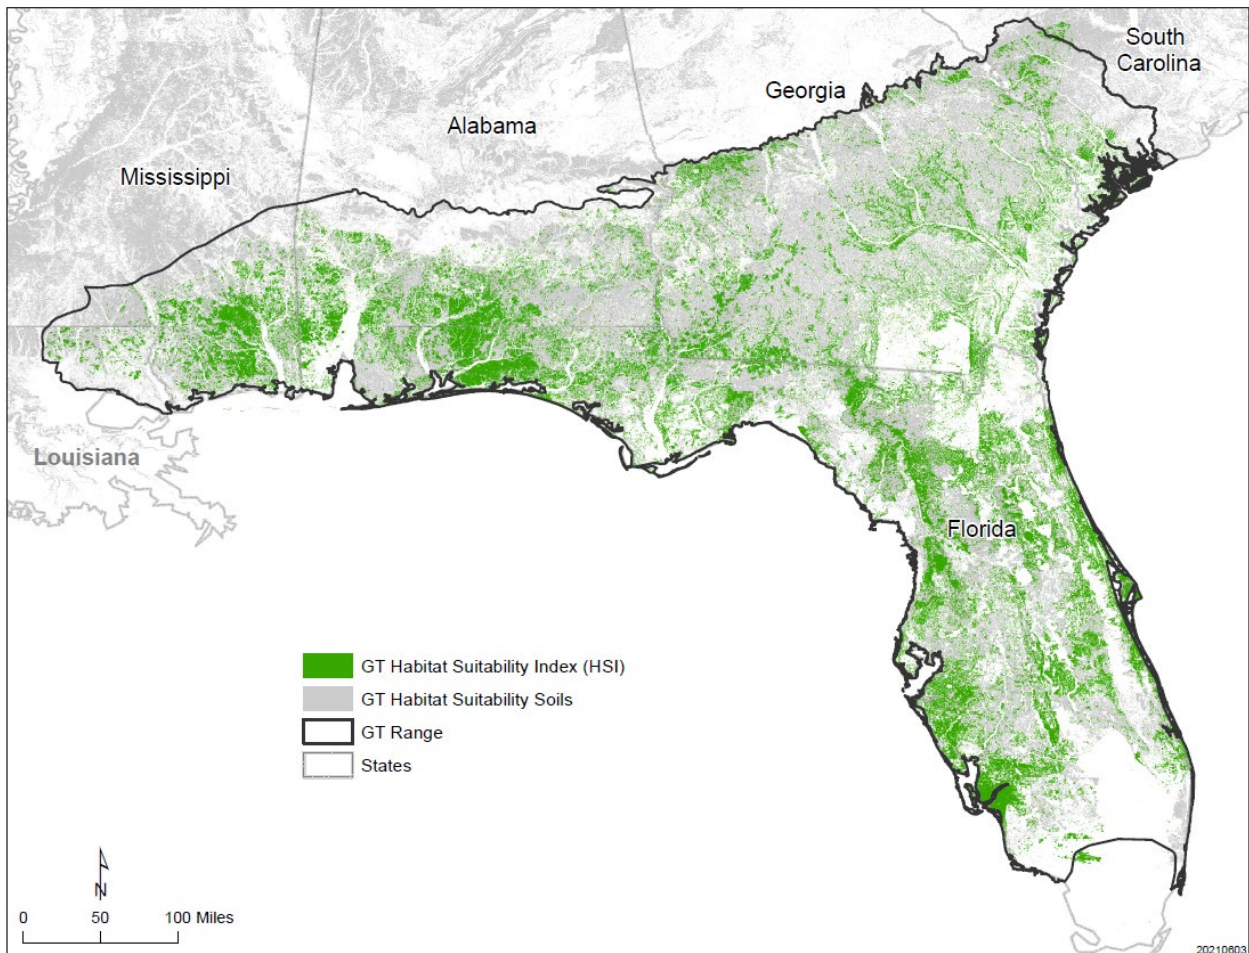 South
Carolina
Georgia
Alabama
Mississippi
Louisiana
Florida
GT Habitat Suitability Index (HSI)
GT Habitat Suitability Soils
GT Range
States
N
0 50 100 Miles
20210603